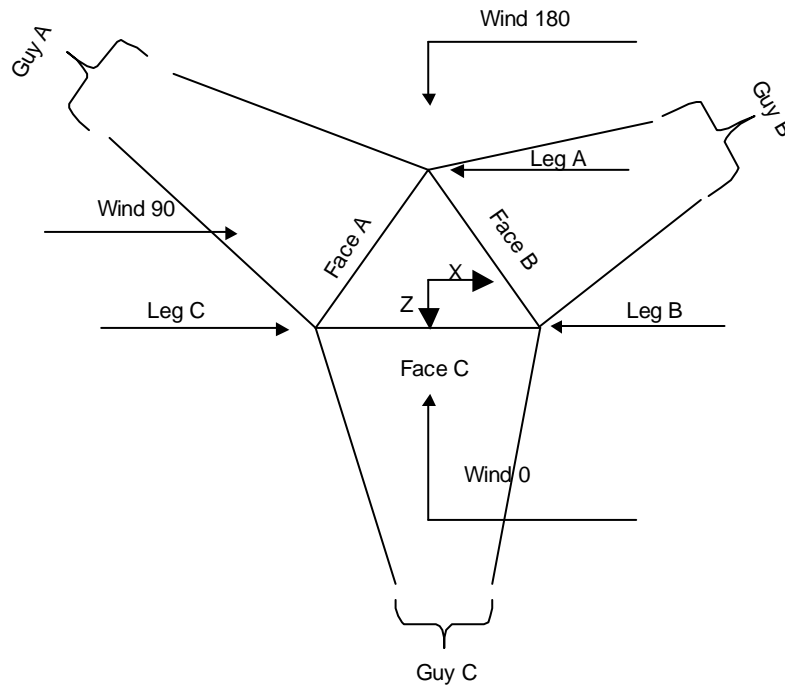 Wind 180
Guy A
Guy B
Leg A
Wind 90
Face A
Face B
X
Z
Leg C
Leg B
Face C
Wind 0
Guy C